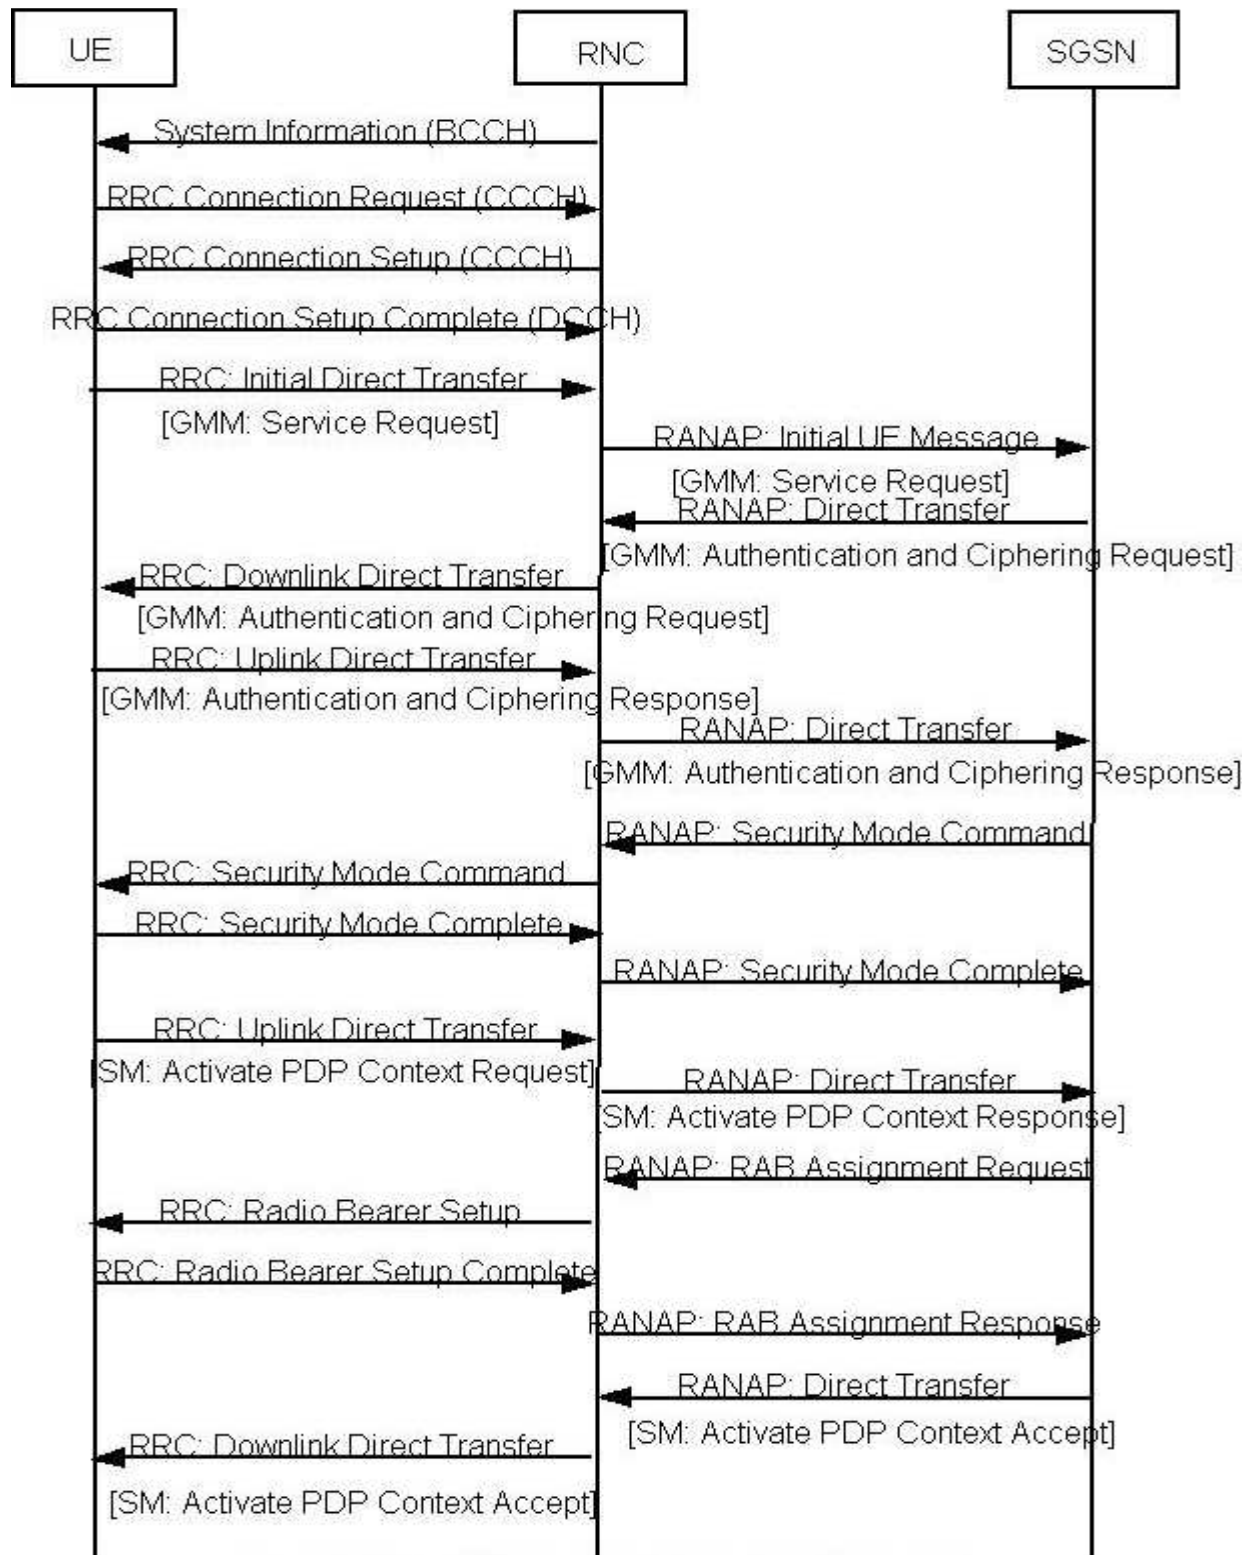 UE
RNC
SGSN
System Information (BCCH)
RRC Connection Request (CCCH)
RRC Connection Setup (CCCH)
RRC Connection Setup Complete (DCCH)
RRC: Initial Direct Transfer
[GMM: Service Request]
RANAP: Initial UE Message
[GMM: Service Request]
RANAP: Direct Transfer
[GMM: Authentication and Ciphering Request]
RRC: Downlink Direct Transfer
[GMM: Authentication and Ciphering Request]
RRC: Uplink Direct Transfer
[GMM: Authentication and Ciphering Response]
RANAP: Direct Transfer
[GMM: Authentication and Ciphering Response]
RANAP: Security Mode Command
RRC: Security Mode Command
RRC: Security Mode Complete
RANAP: Security Mode Complete
RRC: Uplink Direct Transfer
[SM: Activate PDP Context Request]
RANAP: Direct Transfer
[SM: Activate PDP Context Response]
RANAP: RAB Assignment Request
RRC: Radio Bearer Setup
RRC: Radio Bearer Setup Complete
RANAP: RAB Assignment Response
RANAP: Direct Transfer
[SM: Activate PDP Context Accept]
RRC: Downlink Direct Transfer
[SM: Activate PDP Context Accept]